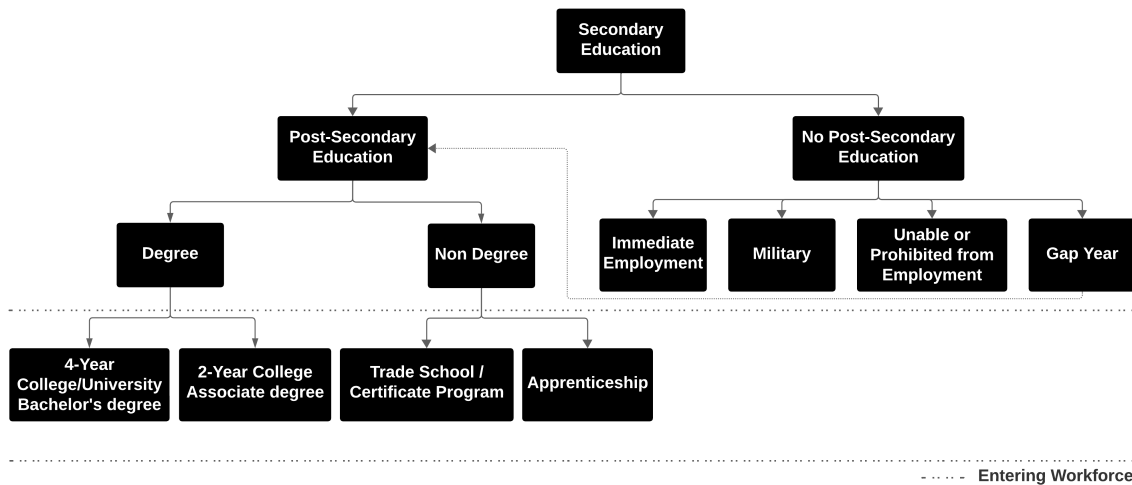 Secondary
Education
Post-Secondary
Education
No Post-Secondary
Education
Degree
Non Degree
Immediate
Employment
Military
Unable or
Prohibited from
Employment
Gap Year
4-Year
College/University
Bachelor's degree
2-Year College
Associate degree
Trade School /
Certificate Program
Apprenticeship
Entering Workforce